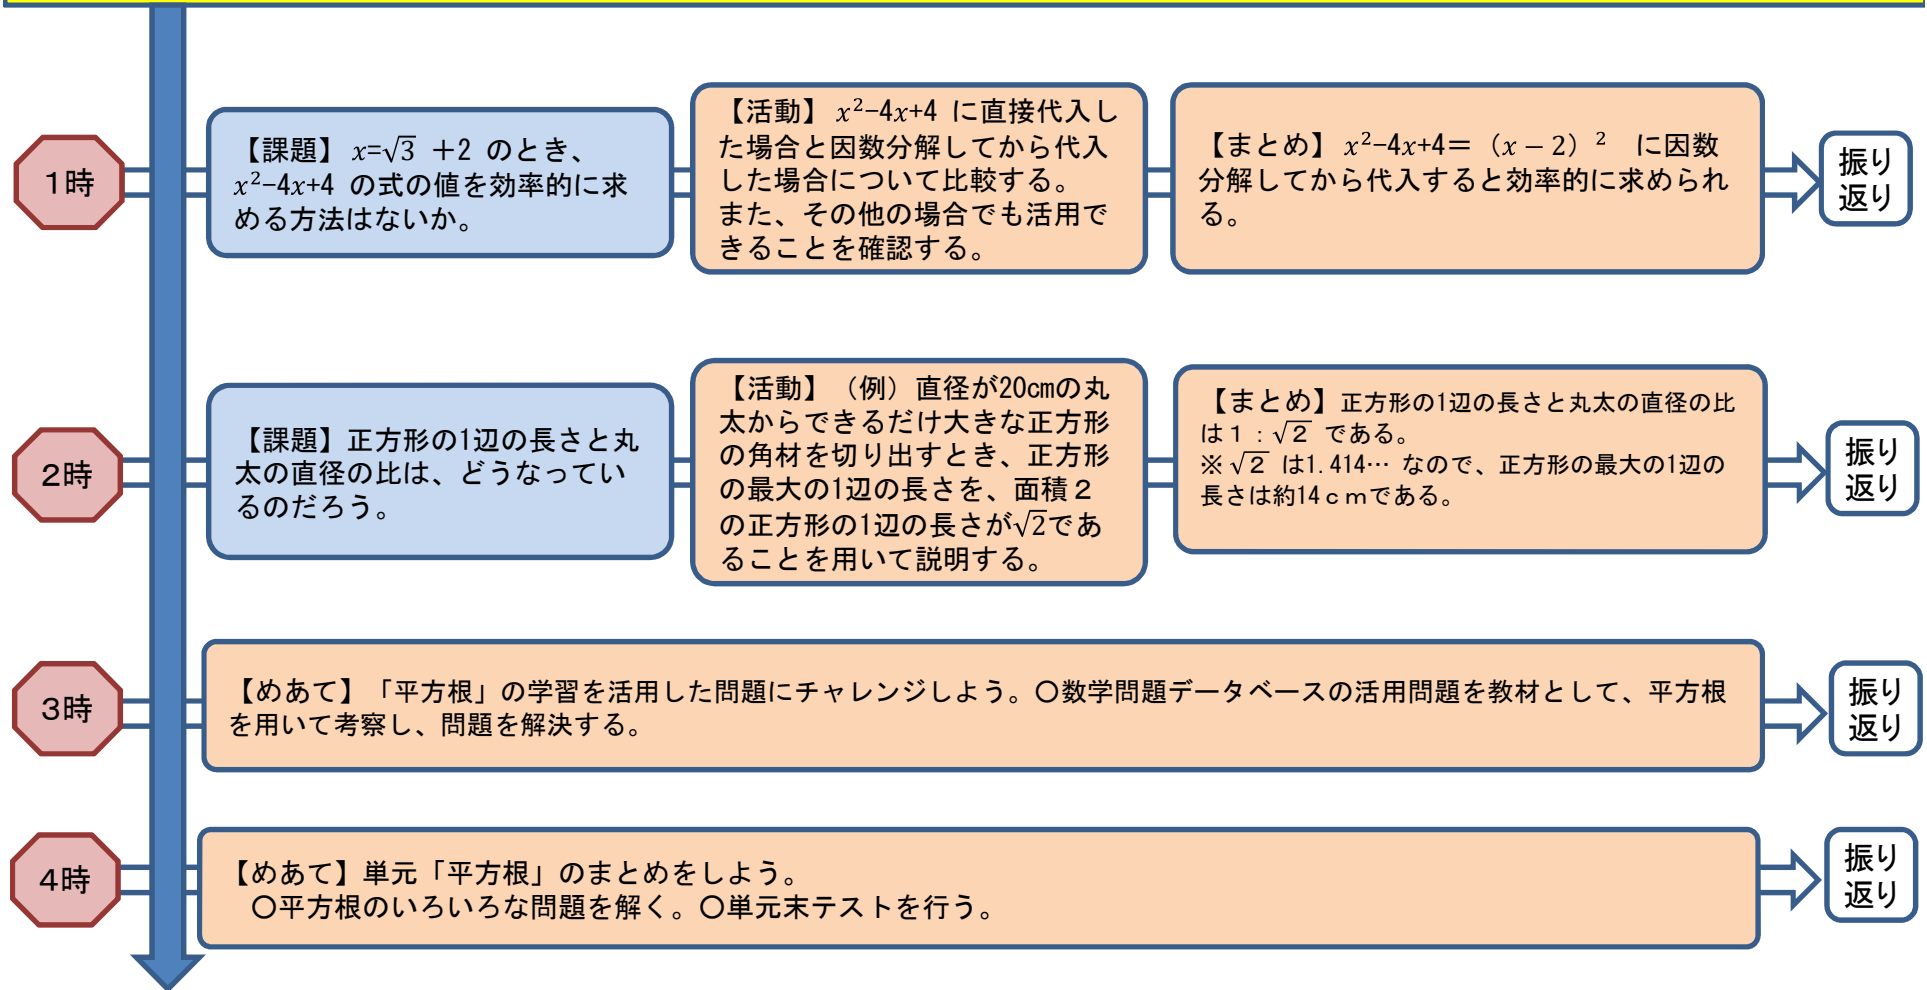 1時
【課題】 x=√3 +2 のとき、
x²-4x+4 の式の値を効率的に求
める方法はないか。
【活動】 x²-4x+4 に直接代入し
た場合と因数分解してから代入
した場合について比較する。
また、その他の場合でも活用で
きることを確認する。
【まとめ】 x²-4x+4＝（x－2）² に因数
分解してから代入すると効率的に求められ
る。
振り
返り
2時
【課題】正方形の1辺の長さと丸
太の直径の比は、どうなってい
るのだろう。
【活動】（例）直径が20㎝の丸
太からできるだけ大きな正方形
の角材を切り出すとき、正方形
の最大の1辺の長さを、面積２
の正方形の1辺の長さが√2であ
ることを用いて説明する。
【まとめ】正方形の1辺の長さと丸太の直径の比
は１：√２ である。
※√２ は1.414… なので、正方形の最大の1辺の
長さは約14ｃｍである。
振り
返り
3時
【めあて】「平方根」の学習を活用した問題にチャレンジしよう。〇数学問題データベースの活用問題を教材として、平方根
を用いて考察し、問題を解決する。
振り
返り
4時
【めあて】単元「平方根」のまとめをしよう。
〇平方根のいろいろな問題を解く。〇単元末テストを行う。
振り
返り